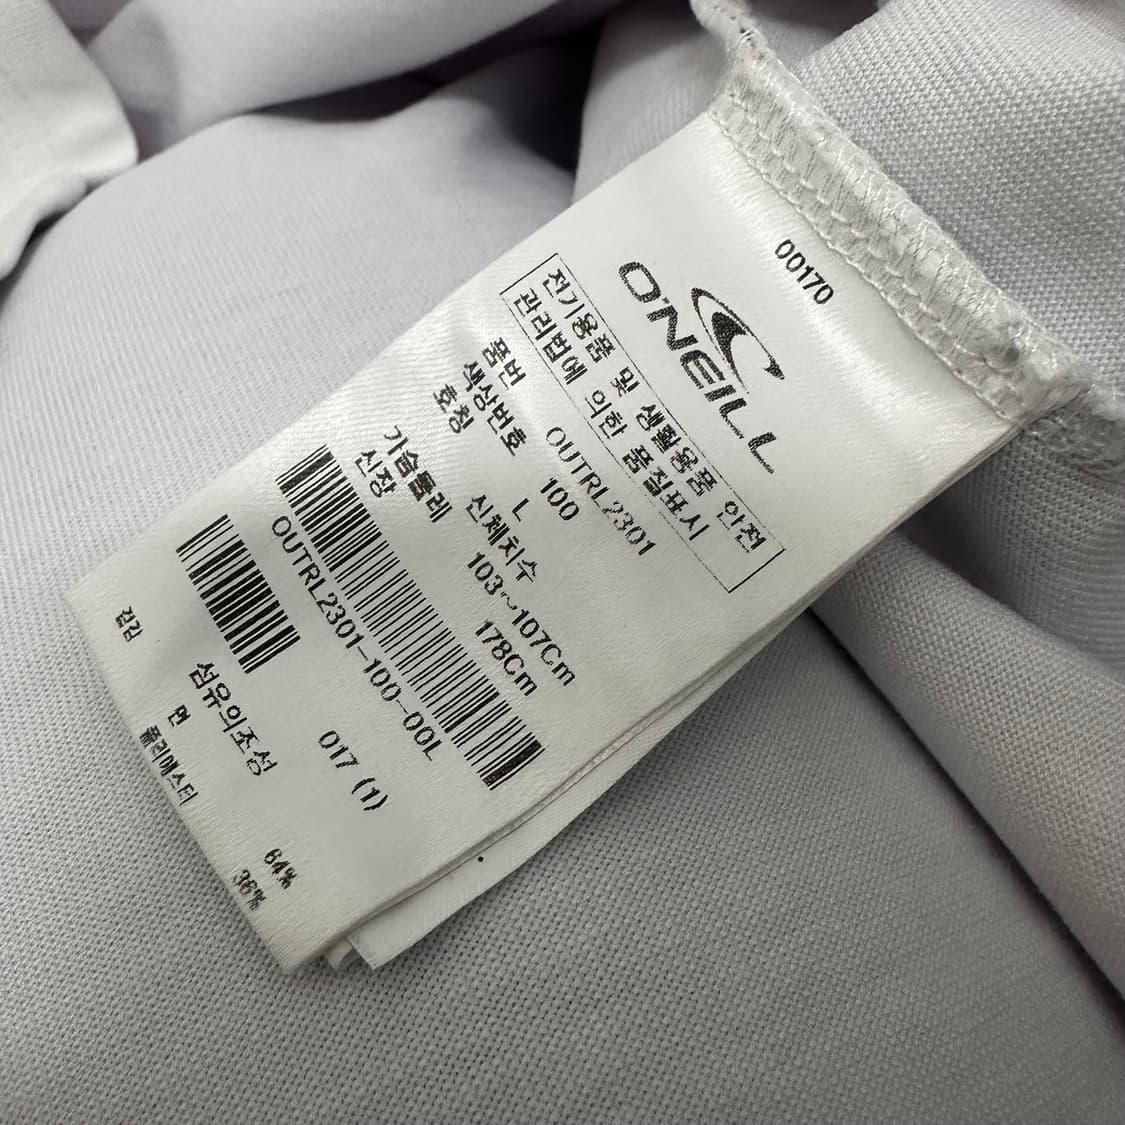 00170
O'NEILL
전기용품 및 생활용품 안전
관리법에 의한 품질표시
품번 OUTRL2301
색상번호 100
호칭 L
신체치수
가슴둘레 103~107Cm
신장 178Cm
OUTRL2301-100-00L
017 (1)
섬유의조성
겉감
면 64%
폴리에스터 36%